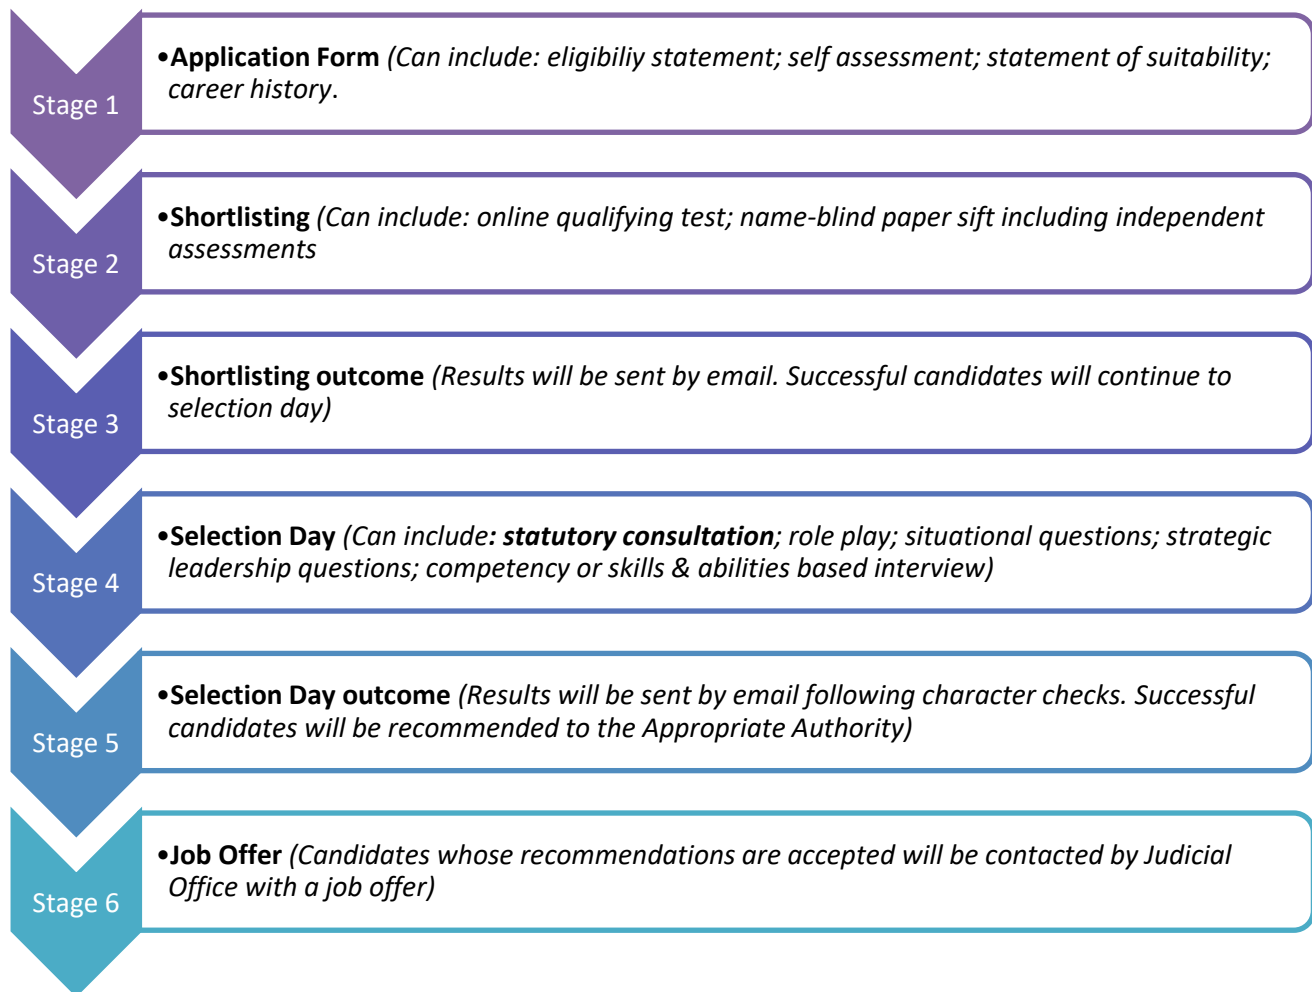 Stage 1
•Application Form (Can include: eligibiliy statement; self assessment; statement of suitability;
career history.
Stage 2
•Shortlisting (Can include: online qualifying test; name-blind paper sift including independent
assessments
Stage 3
•Shortlisting outcome (Results will be sent by email. Successful candidates will continue to
selection day)
Stage 4
•Selection Day (Can include: statutory consultation; role play; situational questions; strategic
leadership questions; competency or skills & abilities based interview)
Stage 5
•Selection Day outcome (Results will be sent by email following character checks. Successful
candidates will be recommended to the Appropriate Authority)
Stage 6
•Job Offer (Candidates whose recommendations are accepted will be contacted by Judicial
Office with a job offer)